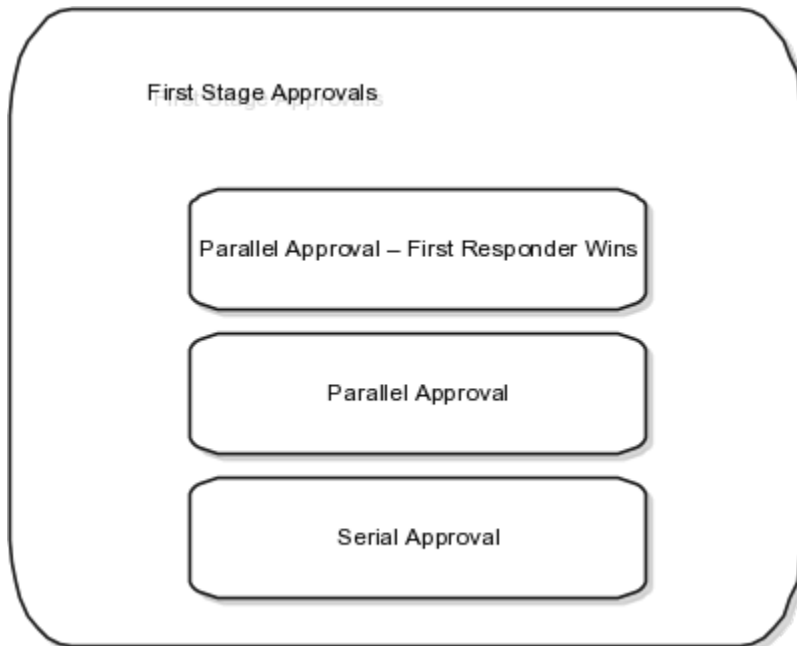 First Stage Approvals
Parallel Approval – First Responder Wins
Parallel Approval
Serial Approval